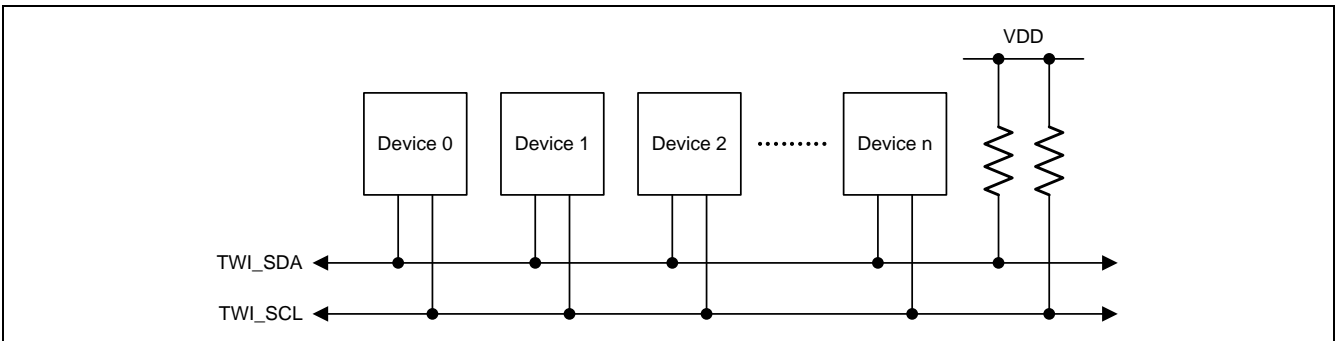 VDD
Device 0 Device 1 Device 2 ......... Device n
TWI_SDA
TWI_SCL